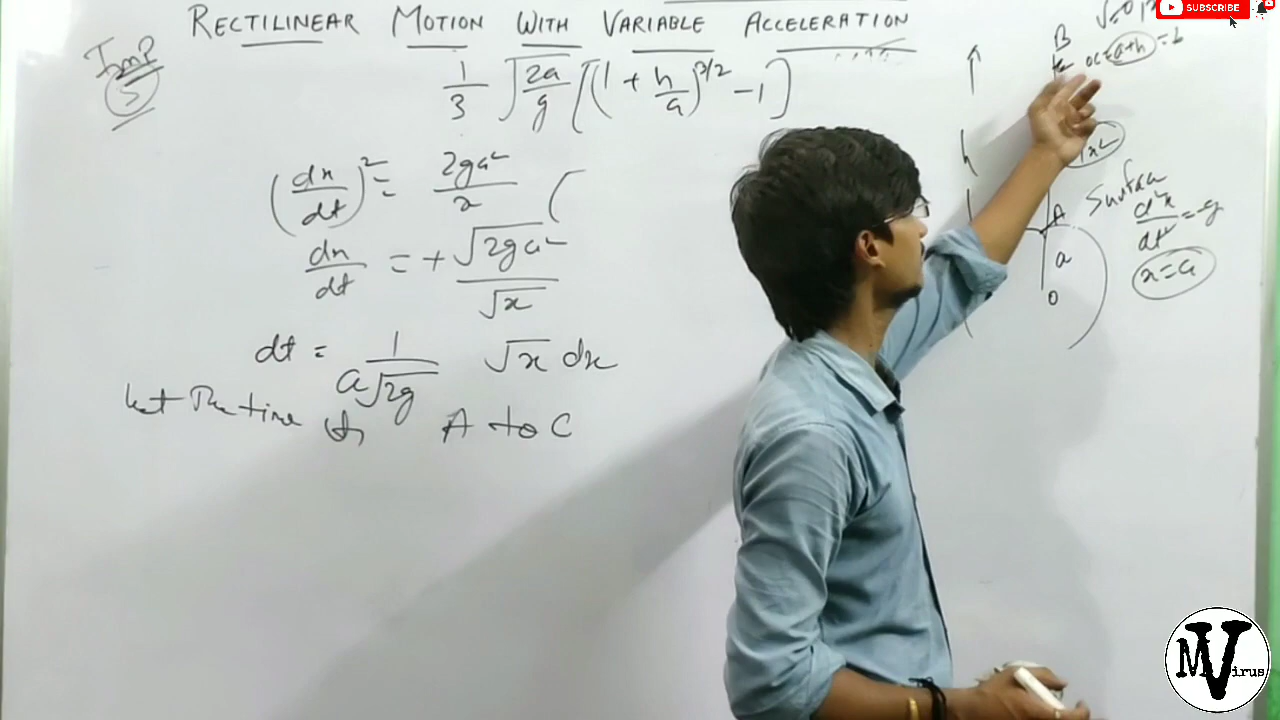 RECTILINEAR MOTION WITH VARIABLE ACCELERATION
Imp
5
1/3 √(2a/g) [(1 + h/a)^3/2 - 1]
(dx/dt)² = 2ga²/x (
dx/dt = + √2ga²/√x
dt = 1/a√2g √x dx
Let the time A to C
B
a+h = b
h
A Surface
d²x/dt² = -g
a
x = a
O
SUBSCRIBE
MVirus